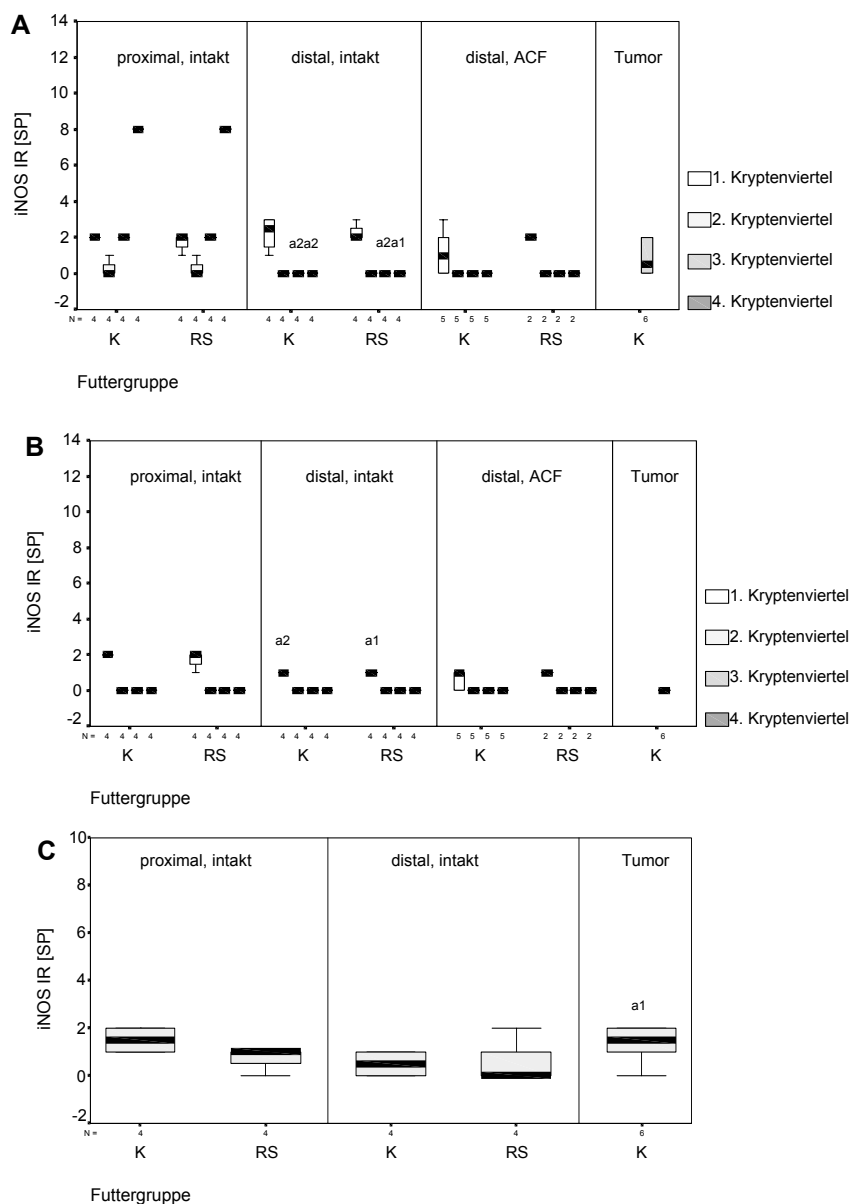 A
14
12
10
8
6
4
2
0
-2
iNOS IR [SP]
proximal, intakt
distal, intakt
distal, ACF
Tumor
a2a2
a2a1
N = 4 4 4 4 4 4 4 4 4 4 4 4 4 4 4 4 5 5 5 5 2 2 2 2 6
K RS K RS K RS K
Futtergruppe
1. Kryptenviertel
2. Kryptenviertel
3. Kryptenviertel
4. Kryptenviertel
B
14
12
10
8
6
4
2
0
-2
iNOS IR [SP]
proximal, intakt
distal, intakt
distal, ACF
Tumor
a2
a1
N = 4 4 4 4 4 4 4 4 4 4 4 4 4 4 4 4 5 5 5 5 2 2 2 2 6
K RS K RS K RS K
Futtergruppe
1. Kryptenviertel
2. Kryptenviertel
3. Kryptenviertel
4. Kryptenviertel
C
10
8
6
4
2
0
-2
iNOS IR [SP]
proximal, intakt
distal, intakt
Tumor
a1
N = 4 4 4 4 6
K RS K RS K
Futtergruppe